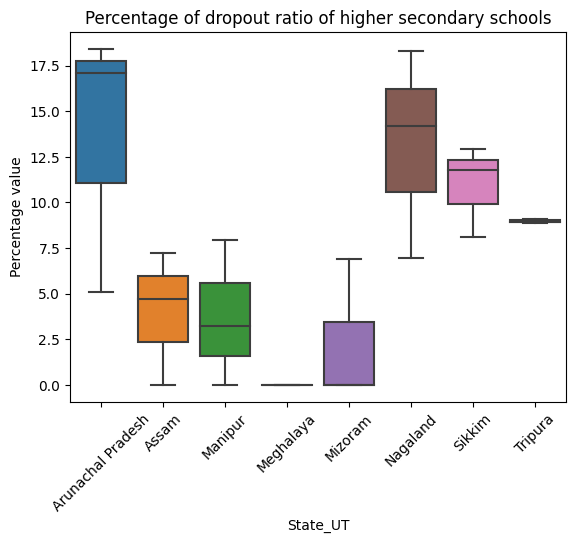 Percentage of dropout ratio of higher secondary schools
Percentage value
17.5
15.0
12.5
10.0
7.5
5.0
2.5
0.0
Arunachal Pradesh
Assam
Manipur
Meghalaya
Mizoram
Nagaland
Sikkim
Tripura
State_UT